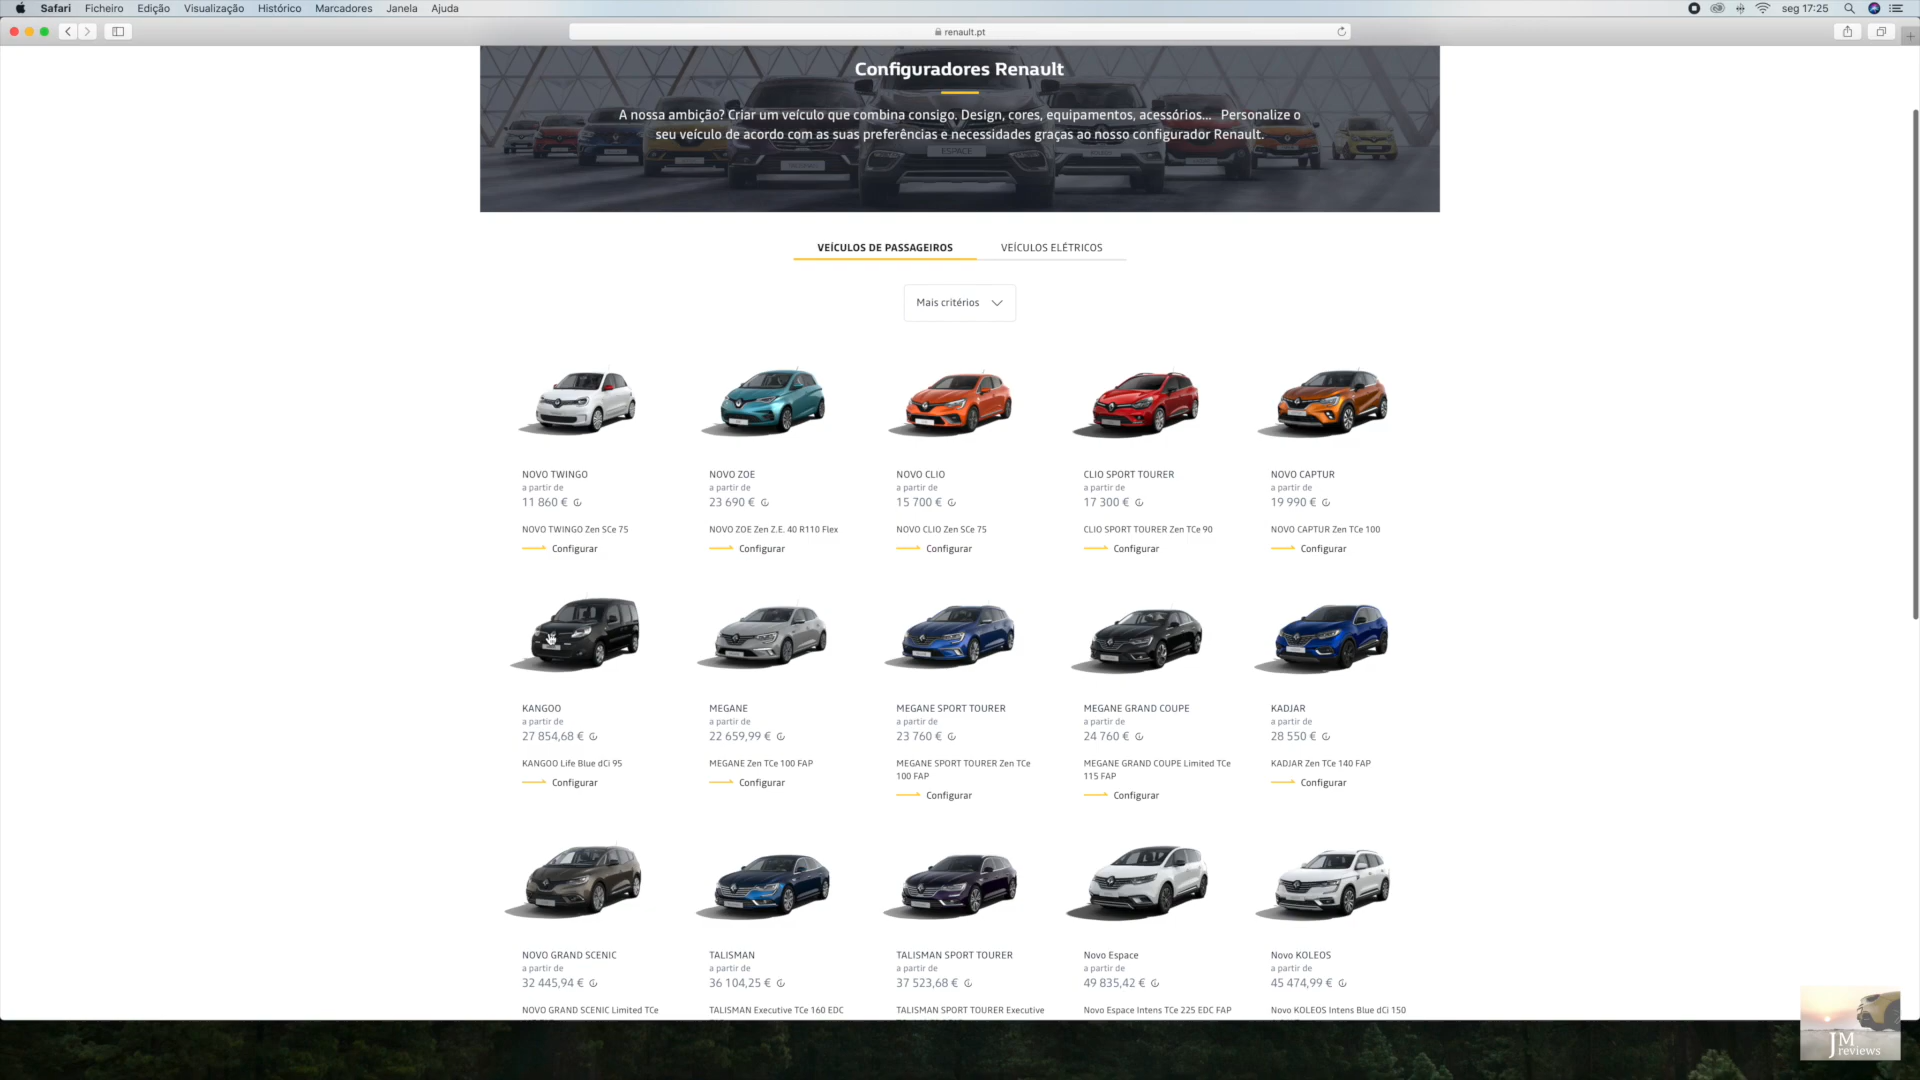 Safari Ficheiro Edição Visualização Histórico Marcadores Janela Ajuda seg 17:25
renault.pt
Configuradores Renault
A nossa ambição? Criar um veículo que combina consigo. Design, cores, equipamentos, acessórios... Personalize o
seu veículo de acordo com as suas preferências e necessidades graças ao nosso configurador Renault.
ESPACE
VEÍCULOS DE PASSAGEIROS VEÍCULOS ELÉTRICOS
Mais critérios
NOVO TWINGO NOVO ZOE NOVO CLIO CLIO SPORT TOURER NOVO CAPTUR
a partir de a partir de a partir de a partir de a partir de
11 860 € 23 690 € 15 700 € 17 300 € 19 990 €
NOVO TWINGO Zen SCe 75 NOVO ZOE Zen Z.E. 40 R110 Flex NOVO CLIO Zen SCe 75 CLIO SPORT TOURER Zen TCe 90 NOVO CAPTUR Zen TCe 100
Configurar Configurar Configurar Configurar Configurar
KANGOO MEGANE MEGANE SPORT TOURER MEGANE GRAND COUPE KADJAR
a partir de a partir de a partir de a partir de a partir de
27 854,68 € 22 659,99 € 23 760 € 24 760 € 28 550 €
KANGOO Life Blue dCi 95 MEGANE Zen TCe 100 FAP MEGANE SPORT TOURER Zen TCe MEGANE GRAND COUPE Limited TCe KADJAR Zen TCe 140 FAP
100 FAP 115 FAP
Configurar Configurar Configurar Configurar Configurar
NOVO GRAND SCENIC TALISMAN TALISMAN SPORT TOURER Novo Espace Novo KOLEOS
a partir de a partir de a partir de a partir de a partir de
32 445,94 € 36 104,25 € 37 523,68 € 49 835,42 € 45 474,99 €
NOVO GRAND SCENIC Limited TCe TALISMAN Executive TCe 160 EDC TALISMAN SPORT TOURER Executive Novo Espace Intens TCe 225 EDC FAP Novo KOLEOS Intens Blue dCi 150
JM
reviews